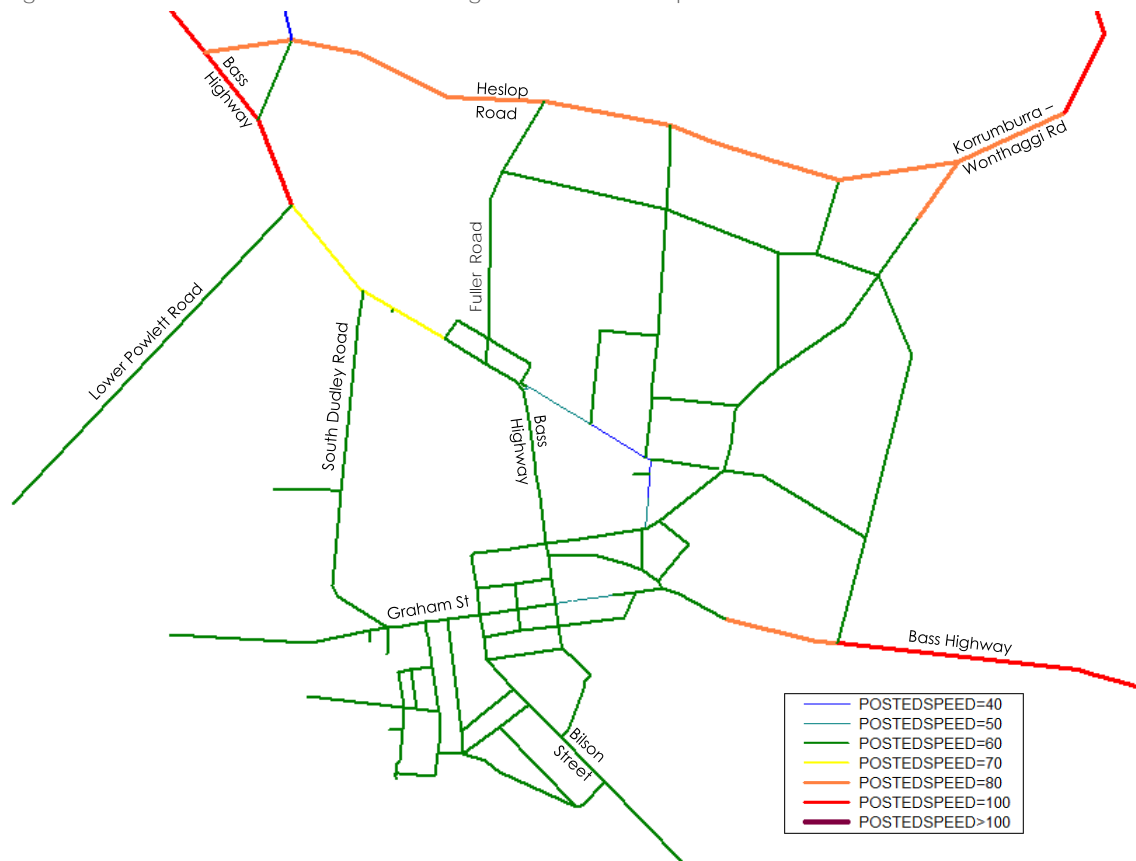 Bass
Highway
Heslop
Road
Korrumburra –
Wonthaggi Rd
Fuller Road
Lower Powlett Road
South Dudley Road
Bass
Highway
Graham St
Bass Highway
Bilson
Street
POSTEDSPEED=40
POSTEDSPEED=50
POSTEDSPEED=60
POSTEDSPEED=70
POSTEDSPEED=80
POSTEDSPEED=100
POSTEDSPEED>100